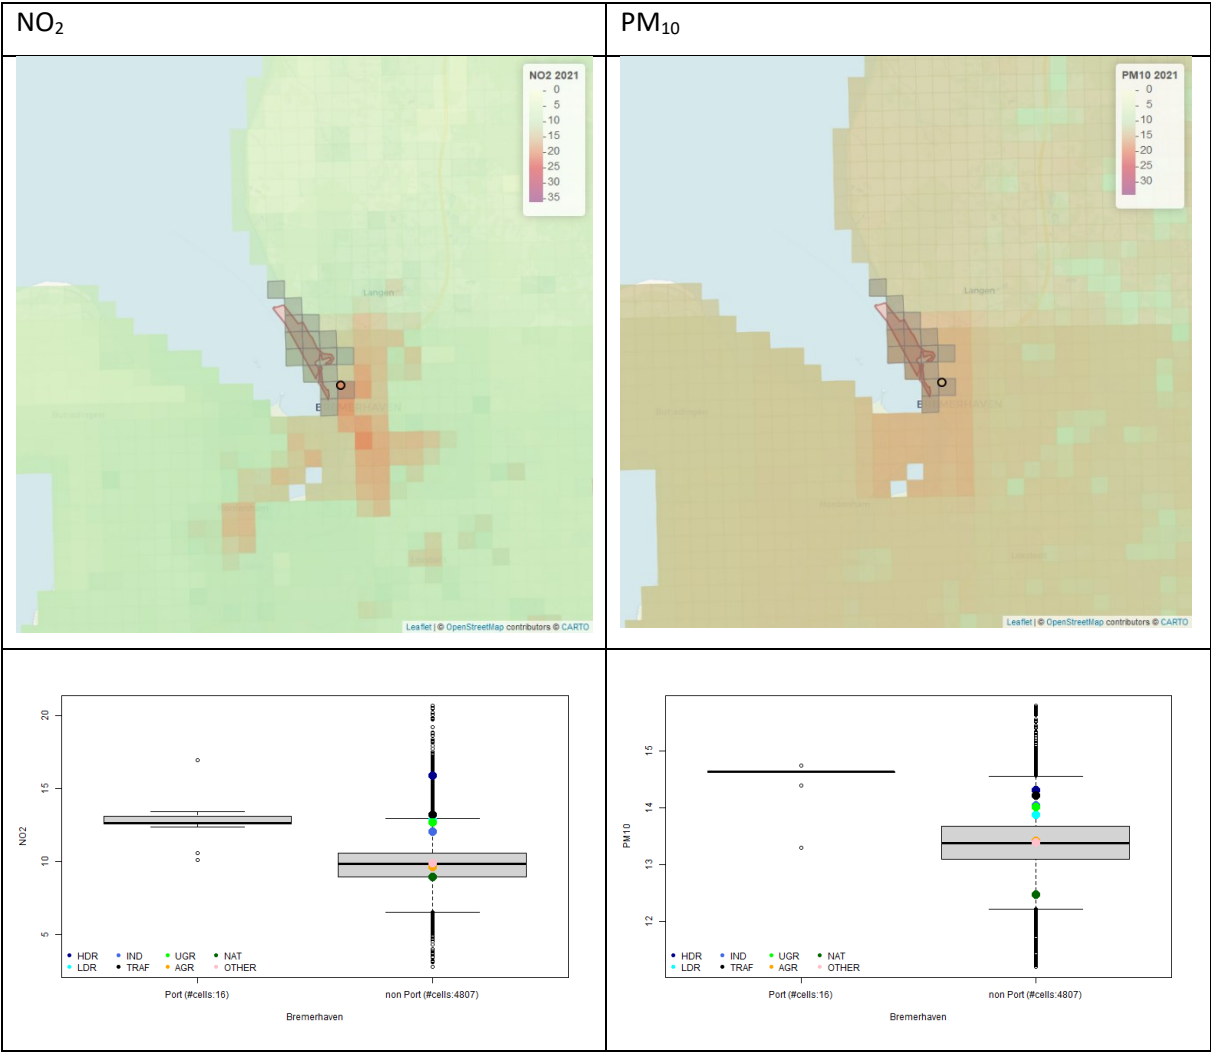 NO2
PM10
NO2 2021
0
5
10
15
20
25
30
35
Langen
Leaflet | © OpenStreetMap contributors © CARTO
PM10 2021
0
5
10
15
20
25
30
Langen
Leaflet | © OpenStreetMap contributors © CARTO
NO2
20
15
10
5
HDR IND UGR NAT
LDR TRAF AGR OTHER
Port (#cells:16) non Port (#cells:4807)
Bremerhaven
PM10
15
14
13
12
HDR IND UGR NAT
LDR TRAF AGR OTHER
Port (#cells:16) non Port (#cells:4807)
Bremerhaven